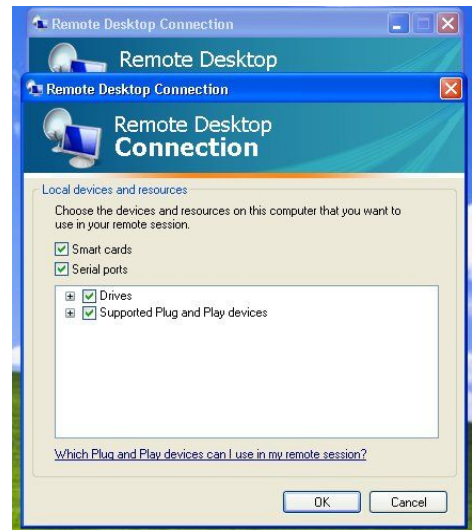 Remote Desktop Connection
Remote Desktop
Remote Desktop Connection
Remote Desktop
Connection
Local devices and resources
Choose the devices and resources on this computer that you want to
use in your remote session.
Smart cards
Serial ports
Drives
Supported Plug and Play devices
Which Plug and Play devices can I use in my remote session?
OK Cancel